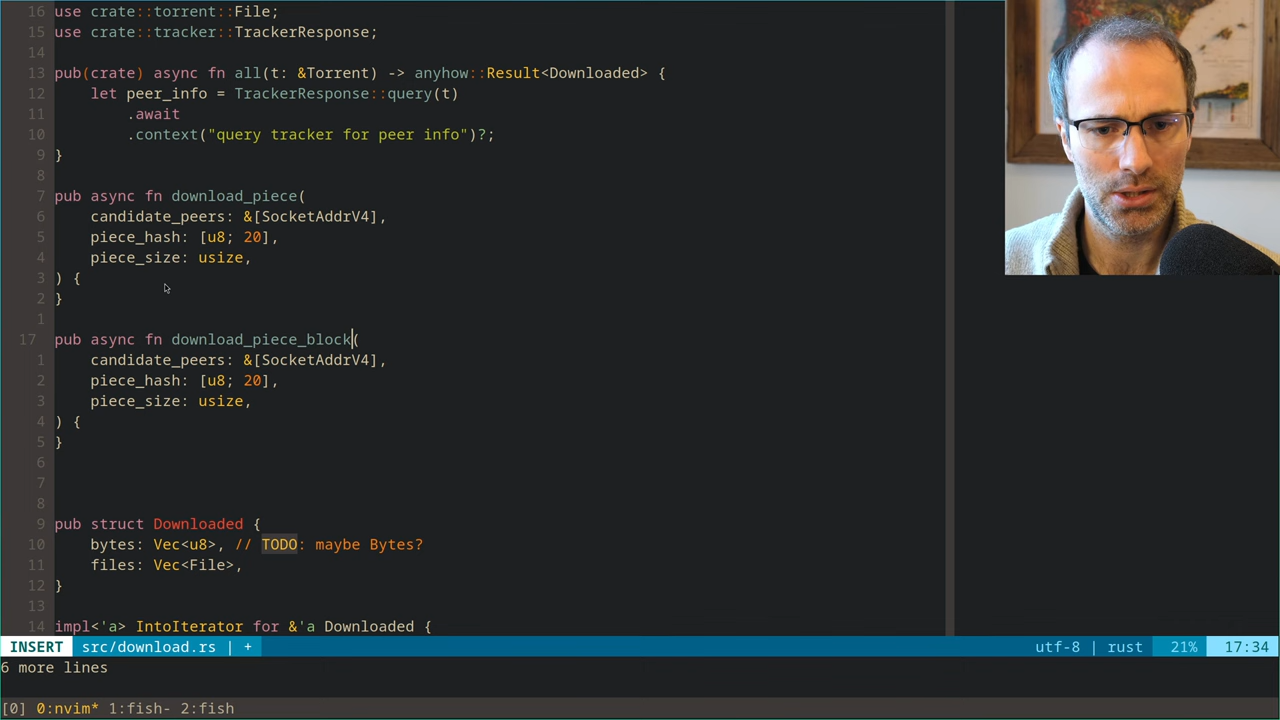 16 use crate::torrent::File;
15 use crate::tracker::TrackerResponse;
14
13 pub(crate) async fn all(t: &Torrent) -> anyhow::Result<Downloaded> {
12     let peer_info = TrackerResponse::query(t)
11         .await
10         .context("query tracker for peer info")?;
9 }
8
7 pub async fn download_piece(
6     candidate_peers: &[SocketAddrV4],
5     piece_hash: [u8; 20],
4     piece_size: usize,
3 ) {
2 }
1
17 pub async fn download_piece_block(
1     candidate_peers: &[SocketAddrV4],
2     piece_hash: [u8; 20],
3     piece_size: usize,
4 ) {
5 }
6
7
8
9 pub struct Downloaded {
10     bytes: Vec<u8>, // TODO: maybe Bytes?
11     files: Vec<File>,
12 }
13
14 impl<'a> IntoIterator for &'a Downloaded {
INSERT src/download.rs | + utf-8 | rust 21% 17:34
6 more lines
[0] 0:nvim* 1:fish- 2:fish